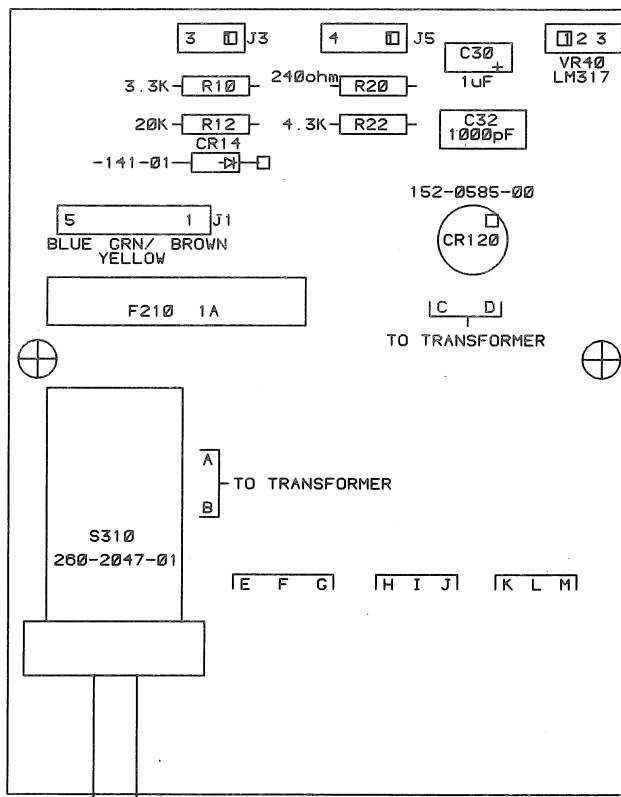 3 1 J3
4 1 J5
C30
+
1uF
1 2 3
VR40
LM317
3.3K R10
240ohm R20
20K R12
4.3K R22
C32
1000pF
CR14
-141-01
152-0585-00
CR120
5 1 J1
BLUE GRN/ BROWN
YELLOW
F210 1A
C D
TO TRANSFORMER
A
B
TO TRANSFORMER
S310
260-2047-01
E F G
H I J
K L M